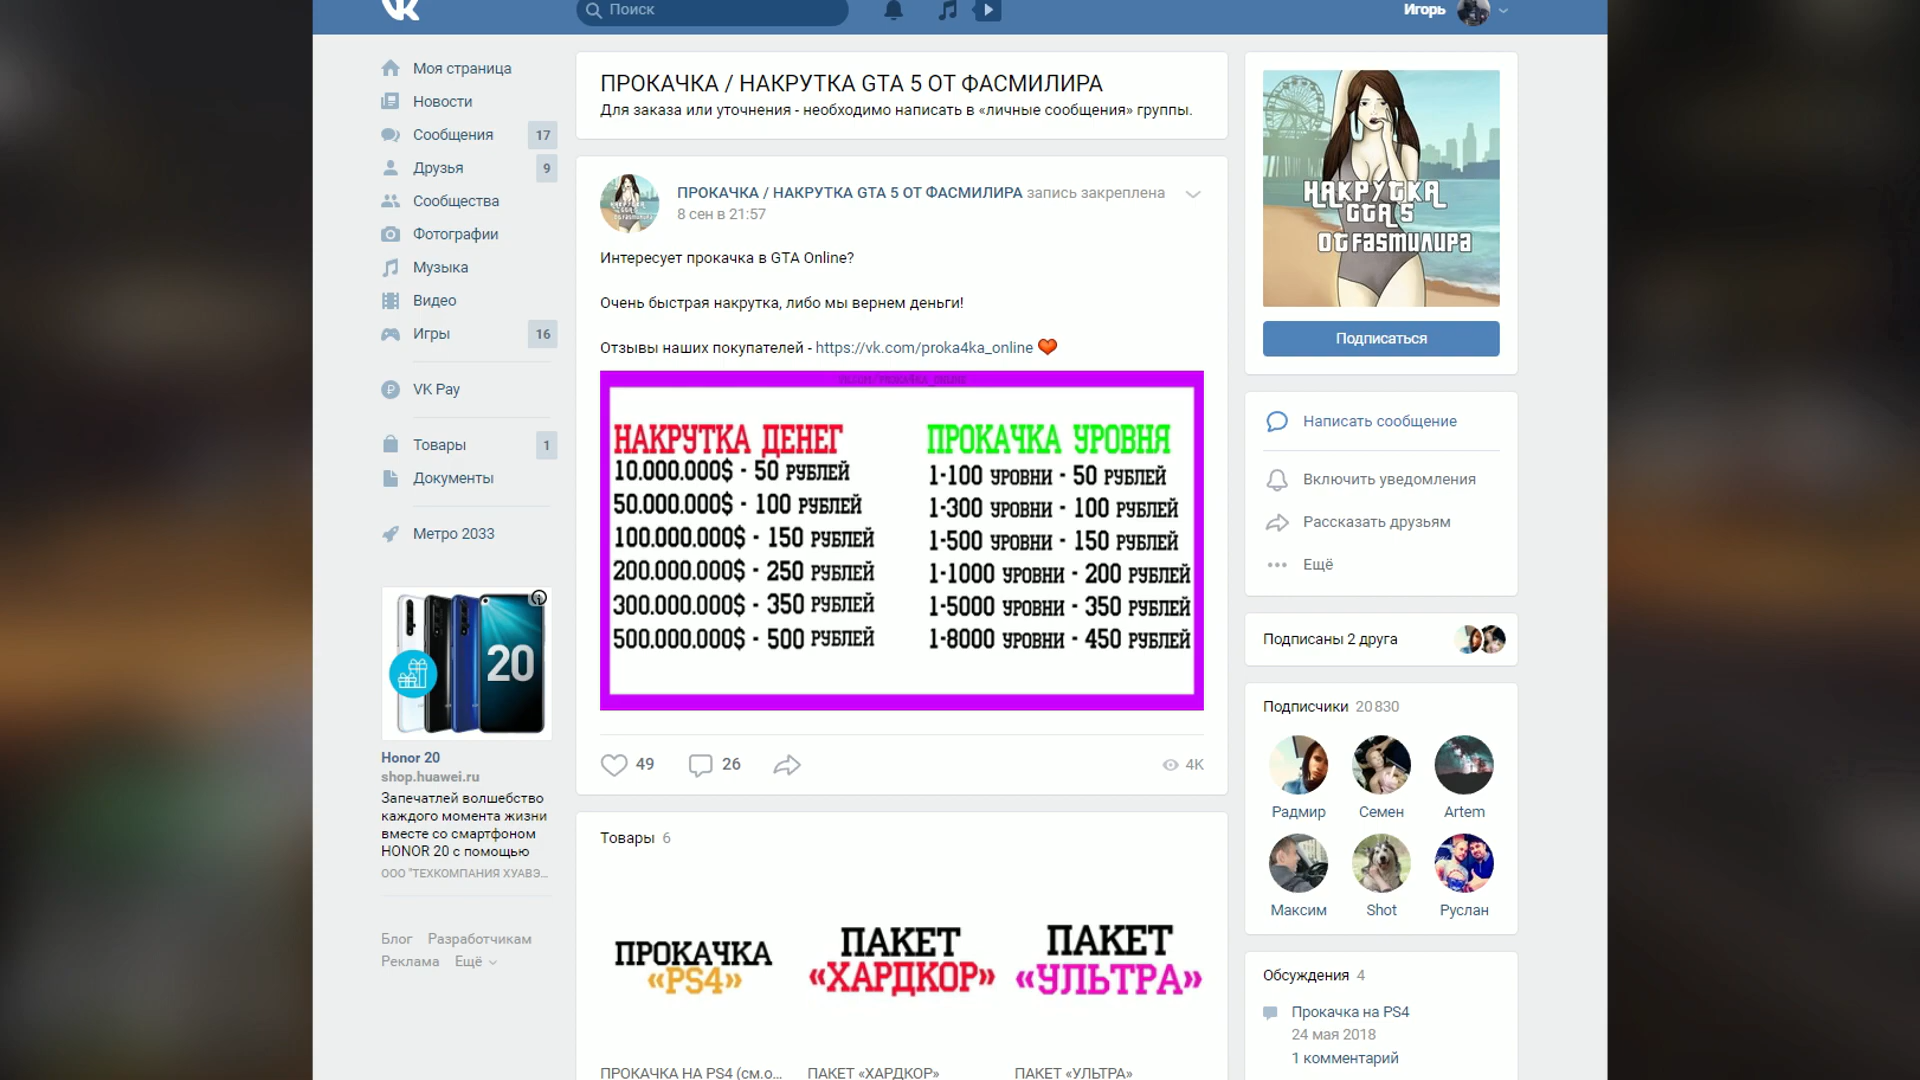 Поиск
Игорь
Моя страница
Новости
Сообщения 17
Друзья 9
Сообщества
Фотографии
Музыка
Видео
Игры 16
VK Pay
Товары 1
Документы
Метро 2033
20
Honor 20
shop.huawei.ru
Запечатлей волшебство
каждого момента жизни
вместе со смартфоном
HONOR 20 с помощью
ООО "ТЕХКОМПАНИЯ ХУАВЭ...
Блог Разработчикам
Реклама Ещё
ПРОКАЧКА / НАКРУТКА GTA 5 ОТ ФАСМИЛИРА
Для заказа или уточнения - необходимо написать в «личные сообщения» группы.
ПРОКАЧКА / НАКРУТКА GTA 5 ОТ ФАСМИЛИРА запись закреплена
8 сен в 21:57
Интересует прокачка в GTA Online?
Очень быстрая накрутка, либо мы вернем деньги!
Отзывы наших покупателей - https://vk.com/proka4ka_online
VK.COM/PROKA4KA_ONLINE
НАКРУТКА ДЕНЕГ
10.000.000$ - 50 РУБЛЕЙ
50.000.000$ - 100 РУБЛЕЙ
100.000.000$ - 150 РУБЛЕЙ
200.000.000$ - 250 РУБЛЕЙ
300.000.000$ - 350 РУБЛЕЙ
500.000.000$ - 500 РУБЛЕЙ
ПРОКАЧКА УРОВНЯ
1-100 УРОВНИ - 50 РУБЛЕЙ
1-300 УРОВНИ - 100 РУБЛЕЙ
1-500 УРОВНИ - 150 РУБЛЕЙ
1-1000 УРОВНИ - 200 РУБЛЕЙ
1-5000 УРОВНИ - 350 РУБЛЕЙ
1-8000 УРОВНИ - 450 РУБЛЕЙ
49 26 4K
Товары 6
ПРОКАЧКА
«PS4»
ПАКЕТ
«ХАРДКОР»
ПАКЕТ
«УЛЬТРА»
ПРОКАЧКА НА PS4 (см.о... ПАКЕТ «ХАРДКОР» ПАКЕТ «УЛЬТРА»
НАКРУТКА
GTA 5
OT FASMИЛИРА
Подписаться
Написать сообщение
Включить уведомления
Рассказать друзьям
Ещё
Подписаны 2 друга
Подписчики 20 830
Радмир Семен Artem
Максим Shot Руслан
Обсуждения 4
Прокачка на PS4
24 мая 2018
1 комментарий